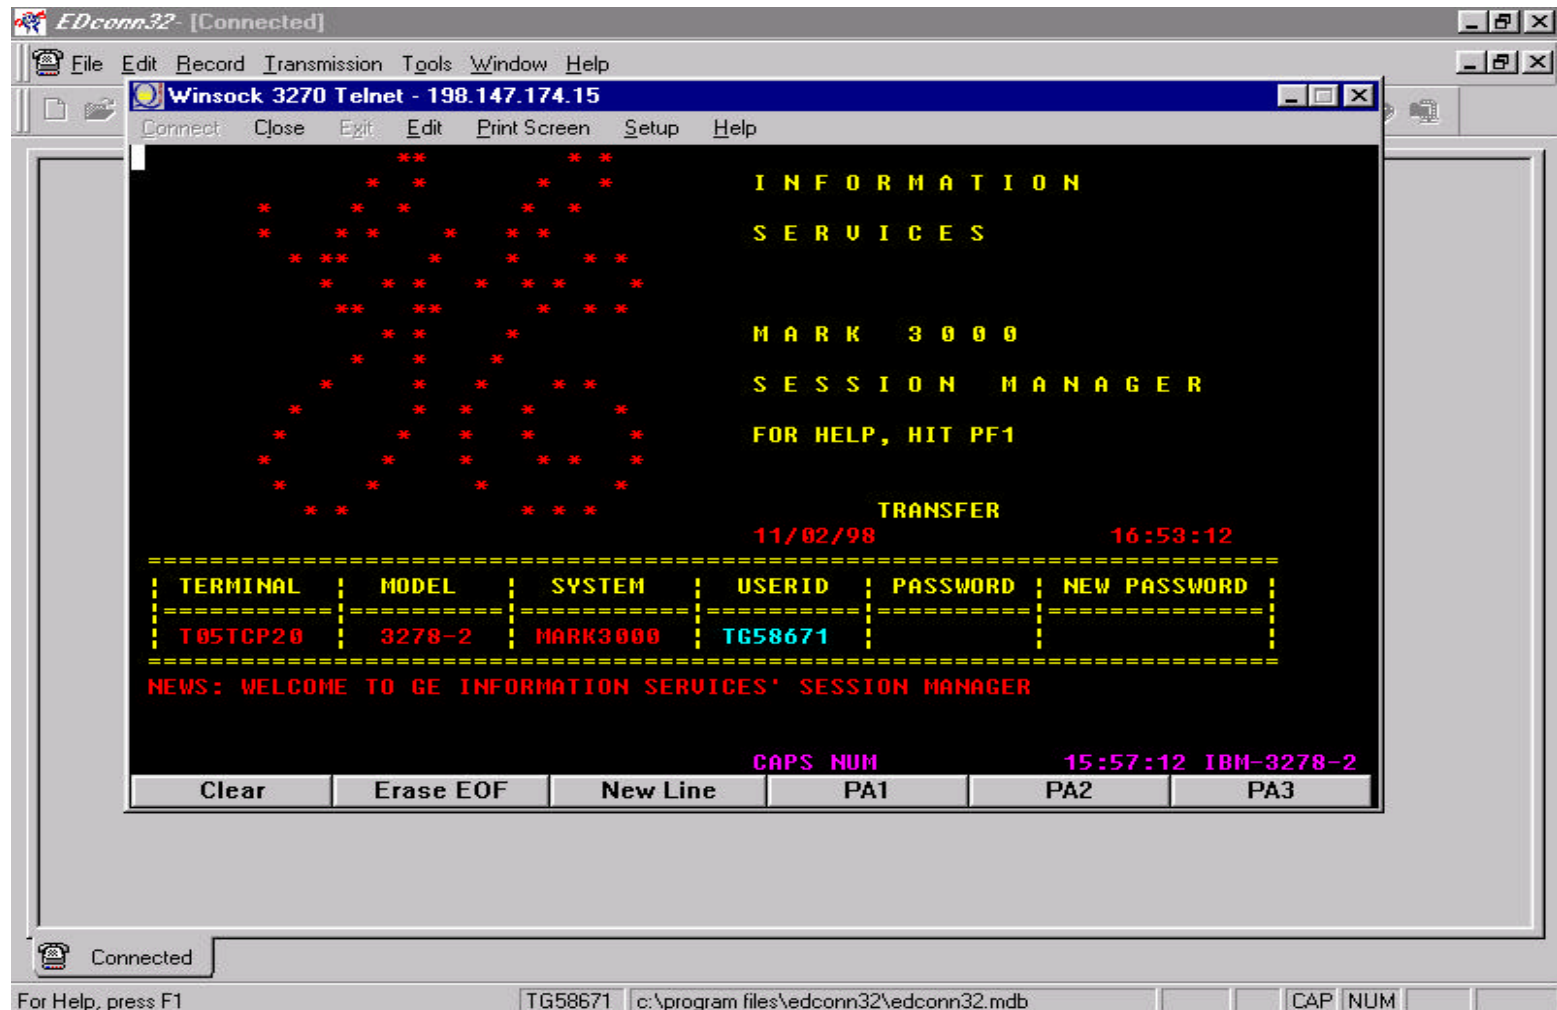 EDconn32- [Connected]
File Edit Record Transmission Tools Window Help
Winsock 3270 Telnet - 198.147.174.15
Connect Close Exit Edit Print Screen Setup Help
I N F O R M A T I O N
S E R V I C E S
M A R K 3 0 0 0
S E S S I O N M A N A G E R
FOR HELP, HIT PF1
TRANSFER
11/02/98 16:53:12
TERMINAL ¦ MODEL ¦ SYSTEM ¦ USERID ¦ PASSWORD ¦ NEW PASSWORD
T05TCP20 ¦ 3278-2 ¦ MARK3000 ¦ TG58671
NEWS: WELCOME TO GE INFORMATION SERVICES' SESSION MANAGER
CAPS NUM 15:57:12 IBM-3278-2
Clear Erase EOF New Line PA1 PA2 PA3
Connected
For Help, press F1 TG58671 c:\program files\edconn32\edconn32.mdb CAP NUM